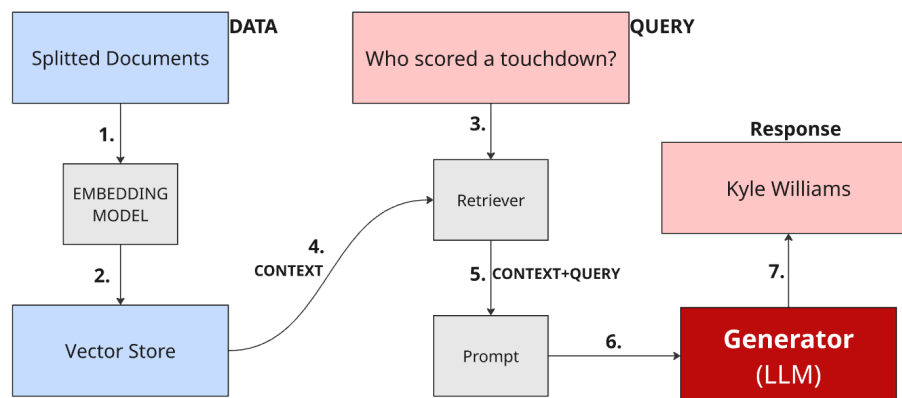 DATA
Splitted Documents
1.
EMBEDDING
MODEL
2.
Vector Store
QUERY
Who scored a touchdown?
3.
Retriever
4.
CONTEXT
5.
CONTEXT+QUERY
Prompt
6.
Generator
(LLM)
7.
Response
Kyle Williams